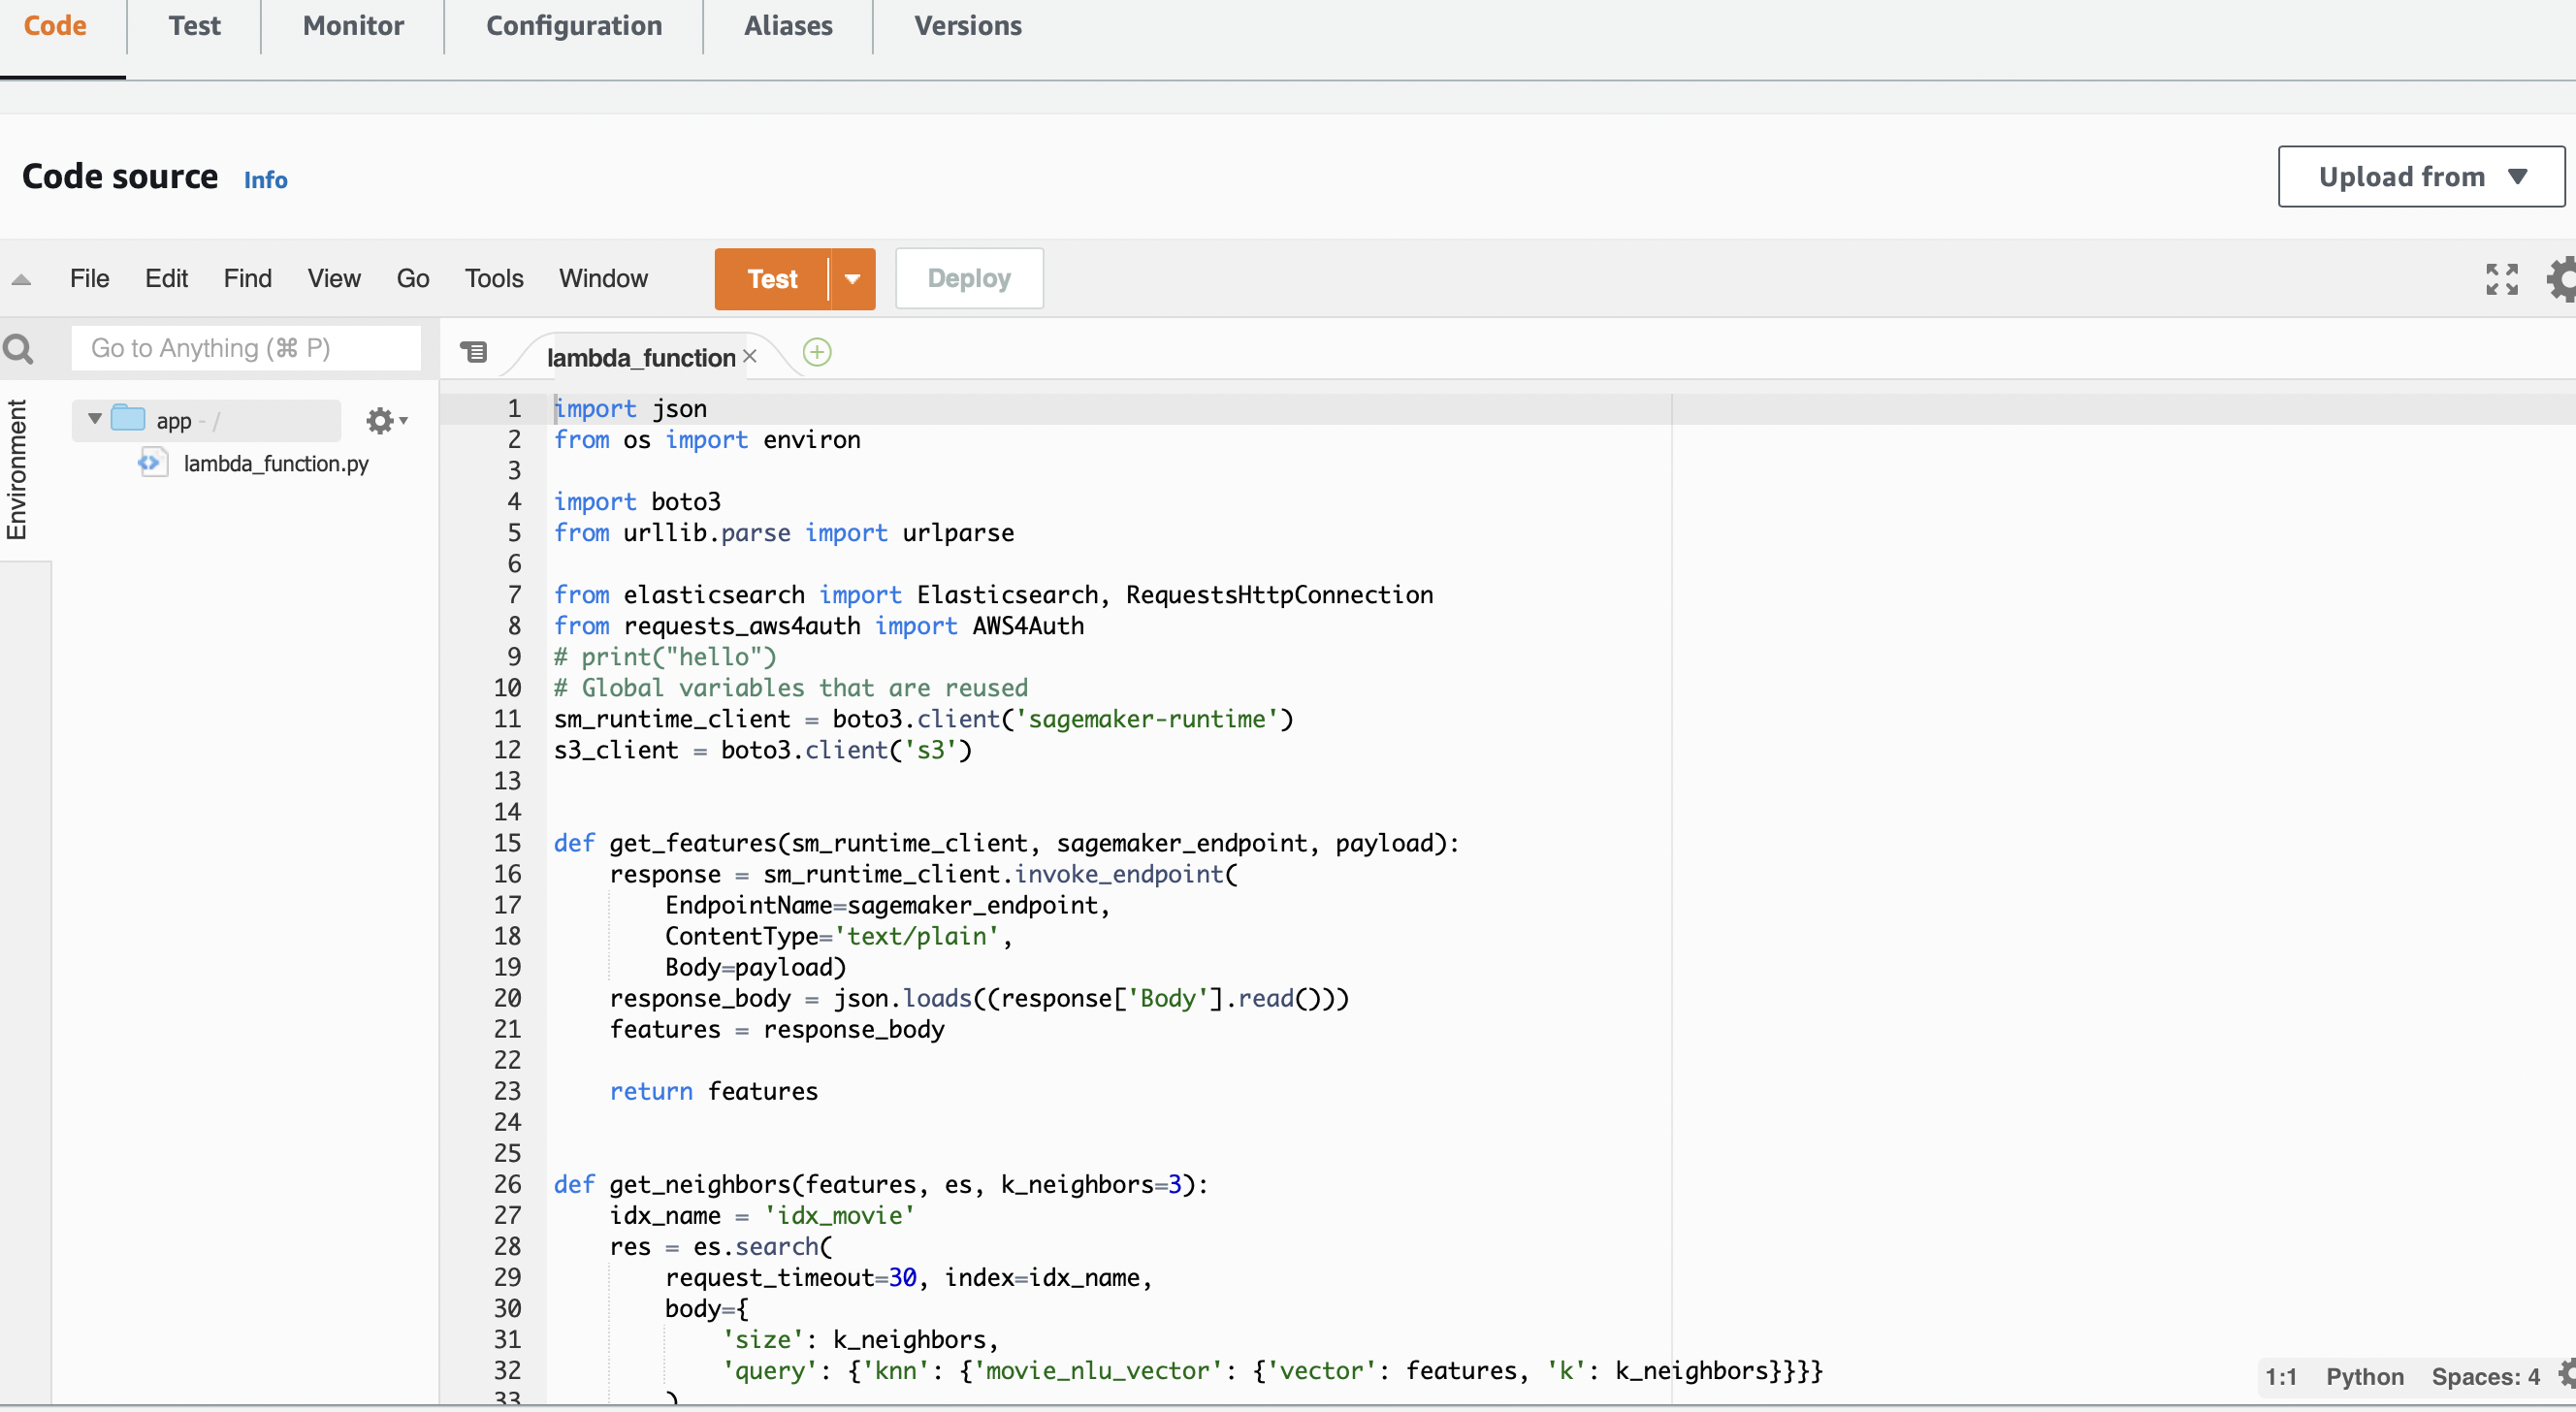 Code Test Monitor Configuration Aliases Versions
Code source Info
Upload from
File Edit Find View Go Tools Window Test Deploy
Go to Anything (⌘ P)
lambda_function
Environment
app - /
lambda_function.py
1 import json
2 from os import environ
3
4 import boto3
5 from urllib.parse import urlparse
6
7 from elasticsearch import Elasticsearch, RequestsHttpConnection
8 from requests_aws4auth import AWS4Auth
9 # print("hello")
10 # Global variables that are reused
11 sm_runtime_client = boto3.client('sagemaker-runtime')
12 s3_client = boto3.client('s3')
13
14
15 def get_features(sm_runtime_client, sagemaker_endpoint, payload):
16     response = sm_runtime_client.invoke_endpoint(
17         EndpointName=sagemaker_endpoint,
18         ContentType='text/plain',
19         Body=payload)
20     response_body = json.loads((response['Body'].read()))
21     features = response_body
22
23     return features
24
25
26 def get_neighbors(features, es, k_neighbors=3):
27     idx_name = 'idx_movie'
28     res = es.search(
29         request_timeout=30, index=idx_name,
30         body={
31             'size': k_neighbors,
32             'query': {'knn': {'movie_nlu_vector': {'vector': features, 'k': k_neighbors}}}}
33         )
1:1 Python Spaces: 4